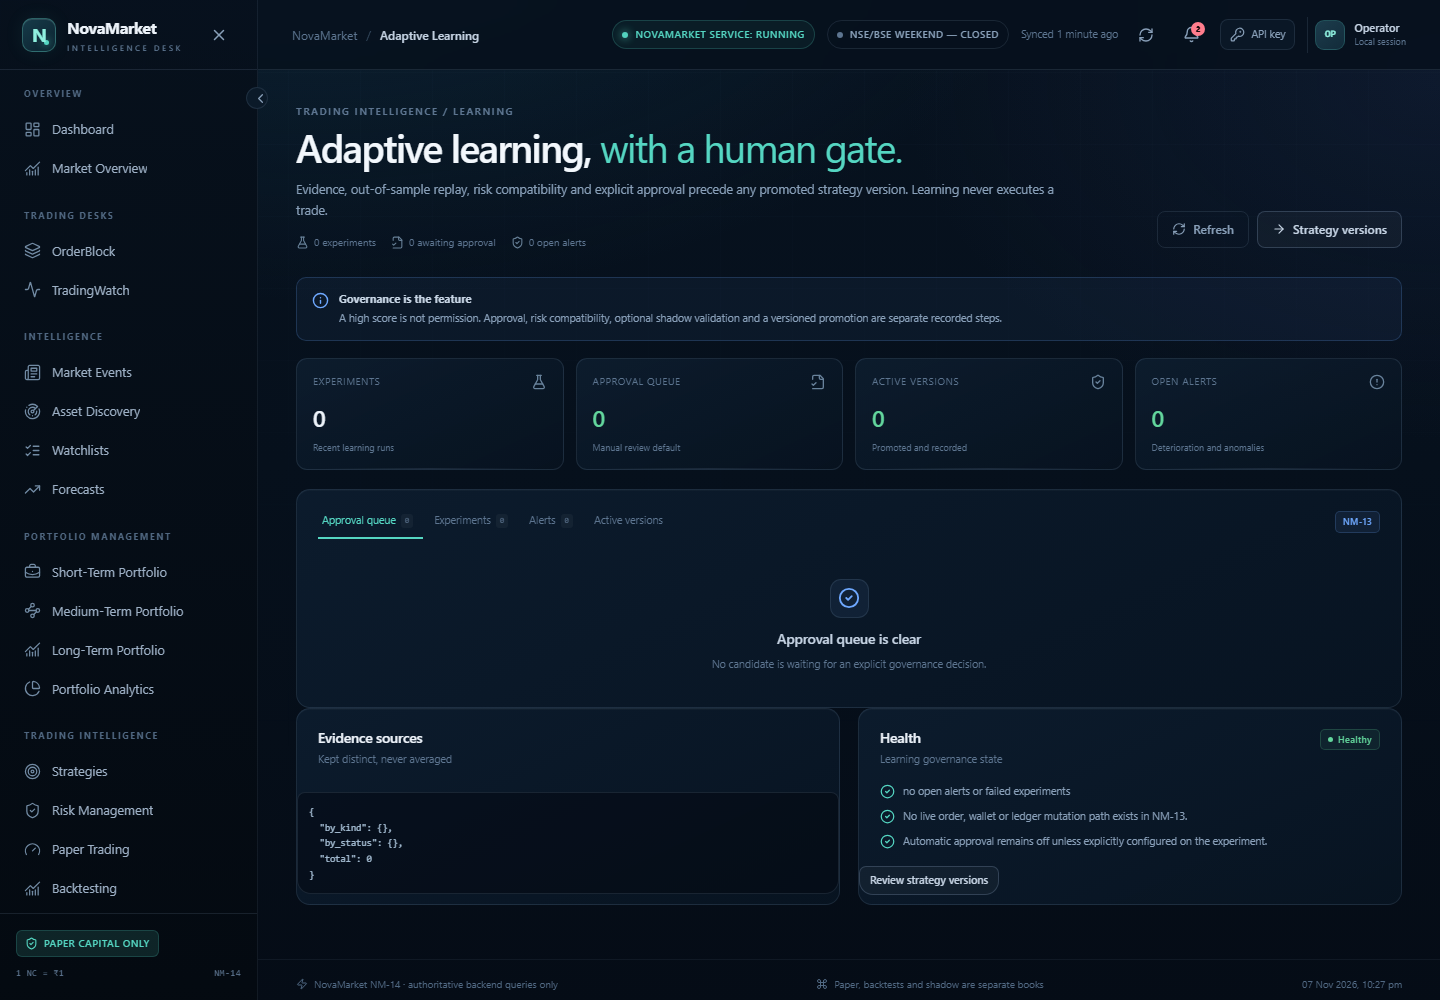 NovaMarket
INTELLIGENCE DESK
NovaMarket / Adaptive Learning
NOVAMARKET SERVICE: RUNNING
NSE/BSE WEEKEND — CLOSED
Synced 1 minute ago
2
API key
OP
Operator
Local session
OVERVIEW
Dashboard
Market Overview
TRADING DESKS
OrderBlock
TradingWatch
INTELLIGENCE
Market Events
Asset Discovery
Watchlists
Forecasts
PORTFOLIO MANAGEMENT
Short-Term Portfolio
Medium-Term Portfolio
Long-Term Portfolio
Portfolio Analytics
TRADING INTELLIGENCE
Strategies
Risk Management
Paper Trading
Backtesting
PAPER CAPITAL ONLY
1 NC = ₹1
NM-14
TRADING INTELLIGENCE / LEARNING
Adaptive learning, with a human gate.
Evidence, out-of-sample replay, risk compatibility and explicit approval precede any promoted strategy version. Learning never executes a
trade.
0 experiments
0 awaiting approval
0 open alerts
Refresh
Strategy versions
Governance is the feature
A high score is not permission. Approval, risk compatibility, optional shadow validation and a versioned promotion are separate recorded steps.
EXPERIMENTS
0
Recent learning runs
APPROVAL QUEUE
0
Manual review default
ACTIVE VERSIONS
0
Promoted and recorded
OPEN ALERTS
0
Deterioration and anomalies
Approval queue 0
Experiments 0
Alerts 0
Active versions
NM-13
Approval queue is clear
No candidate is waiting for an explicit governance decision.
Evidence sources
Kept distinct, never averaged
{
"by_kind": {},
"by_status": {},
"total": 0
}
Health
Learning governance state
Healthy
no open alerts or failed experiments
No live order, wallet or ledger mutation path exists in NM-13.
Automatic approval remains off unless explicitly configured on the experiment.
Review strategy versions
NovaMarket NM-14 · authoritative backend queries only
Paper, backtests and shadow are separate books
07 Nov 2026, 10:27 pm